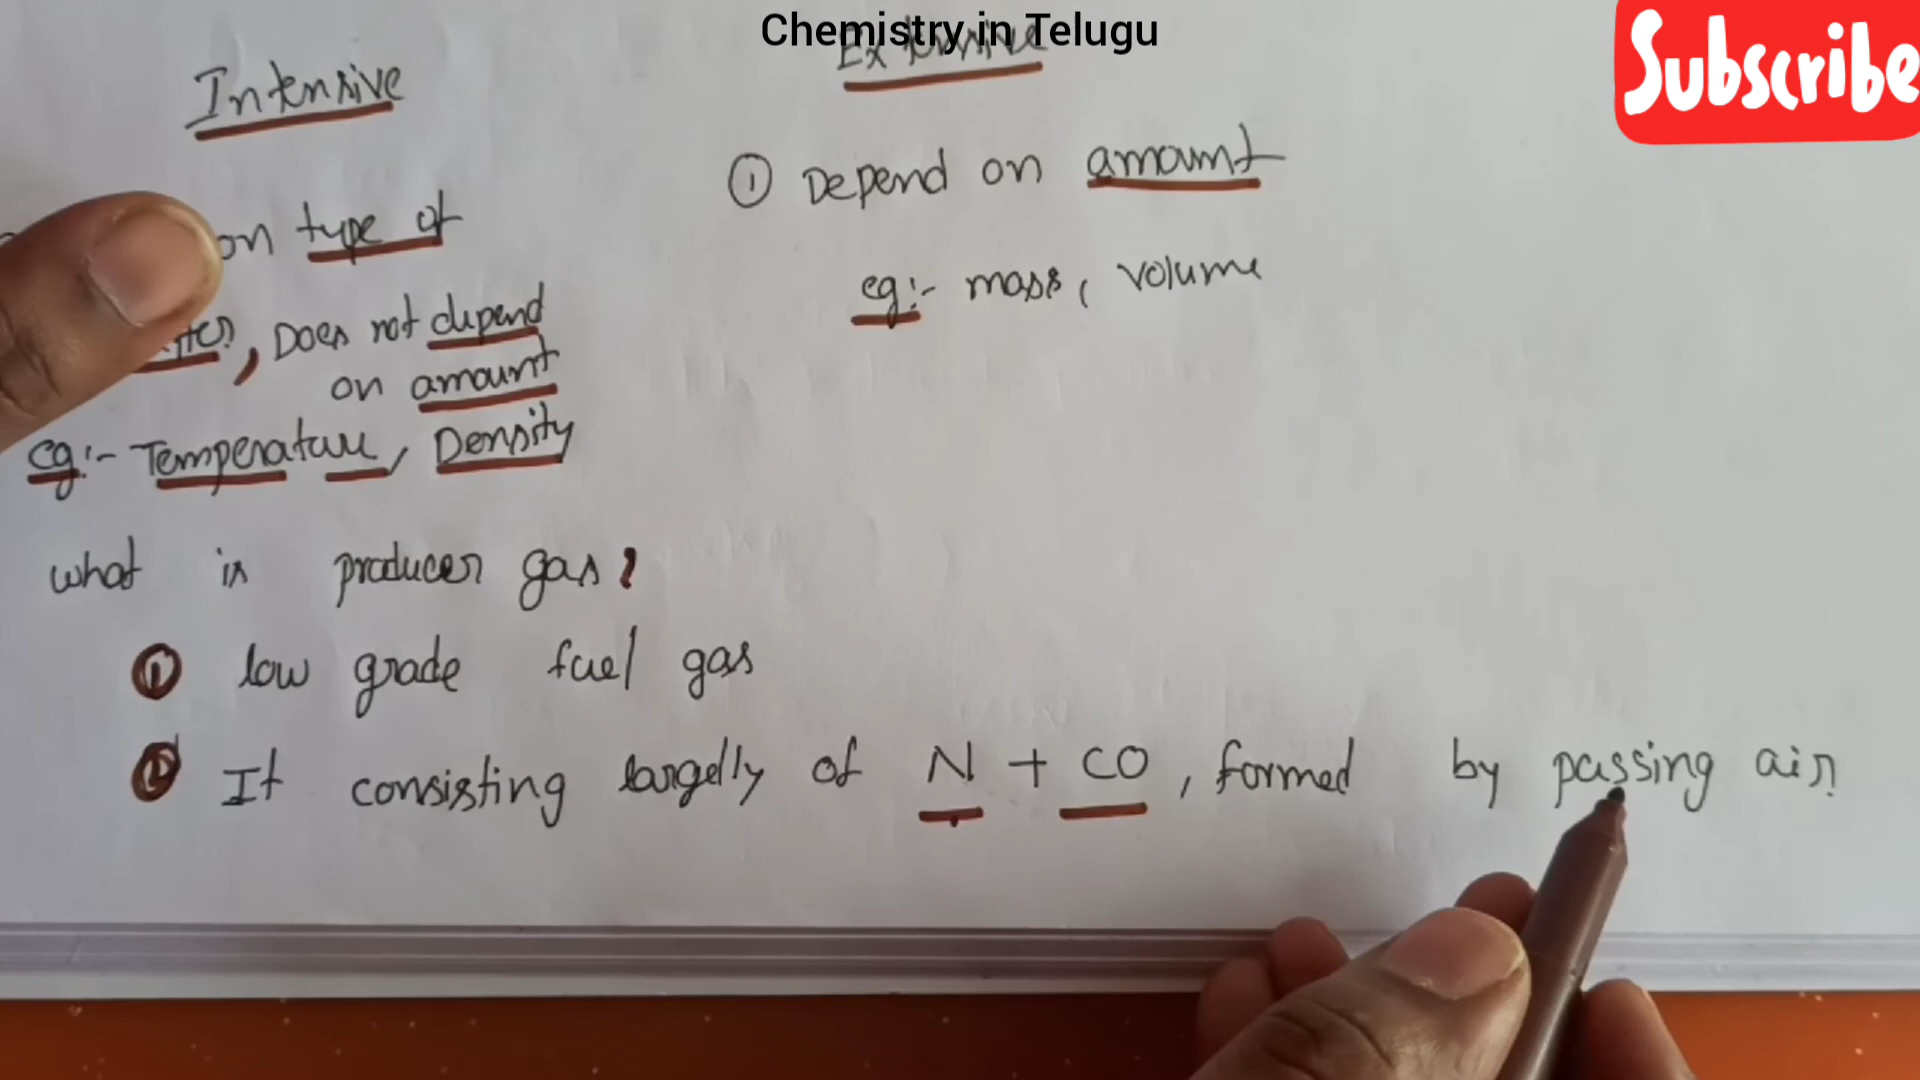 Chemistry in Telugu
Subscribe
Intensive
on type of
, Does not depend
on amount
eg:- Temperature, Density
Extensive
① Depend on amount
eg:- mass, volume
what is producer gas?
① low grade fuel gas
② It consisting largelly of N + CO, formed by passing air